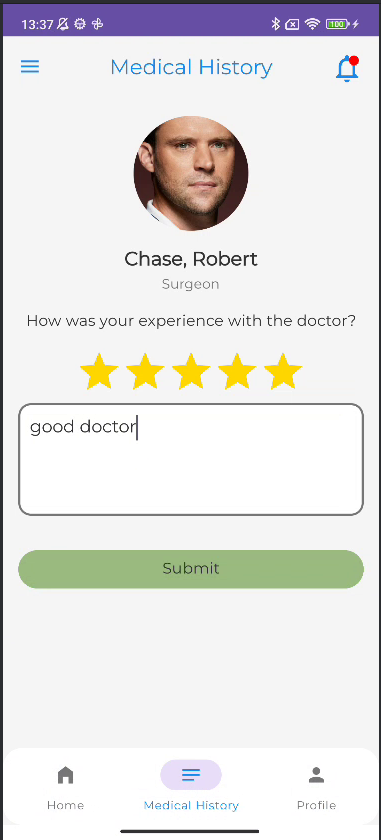 13:37
100
Medical History
Chase, Robert
Surgeon
How was your experience with the doctor?
good doctor
Submit
Home
Medical History
Profile